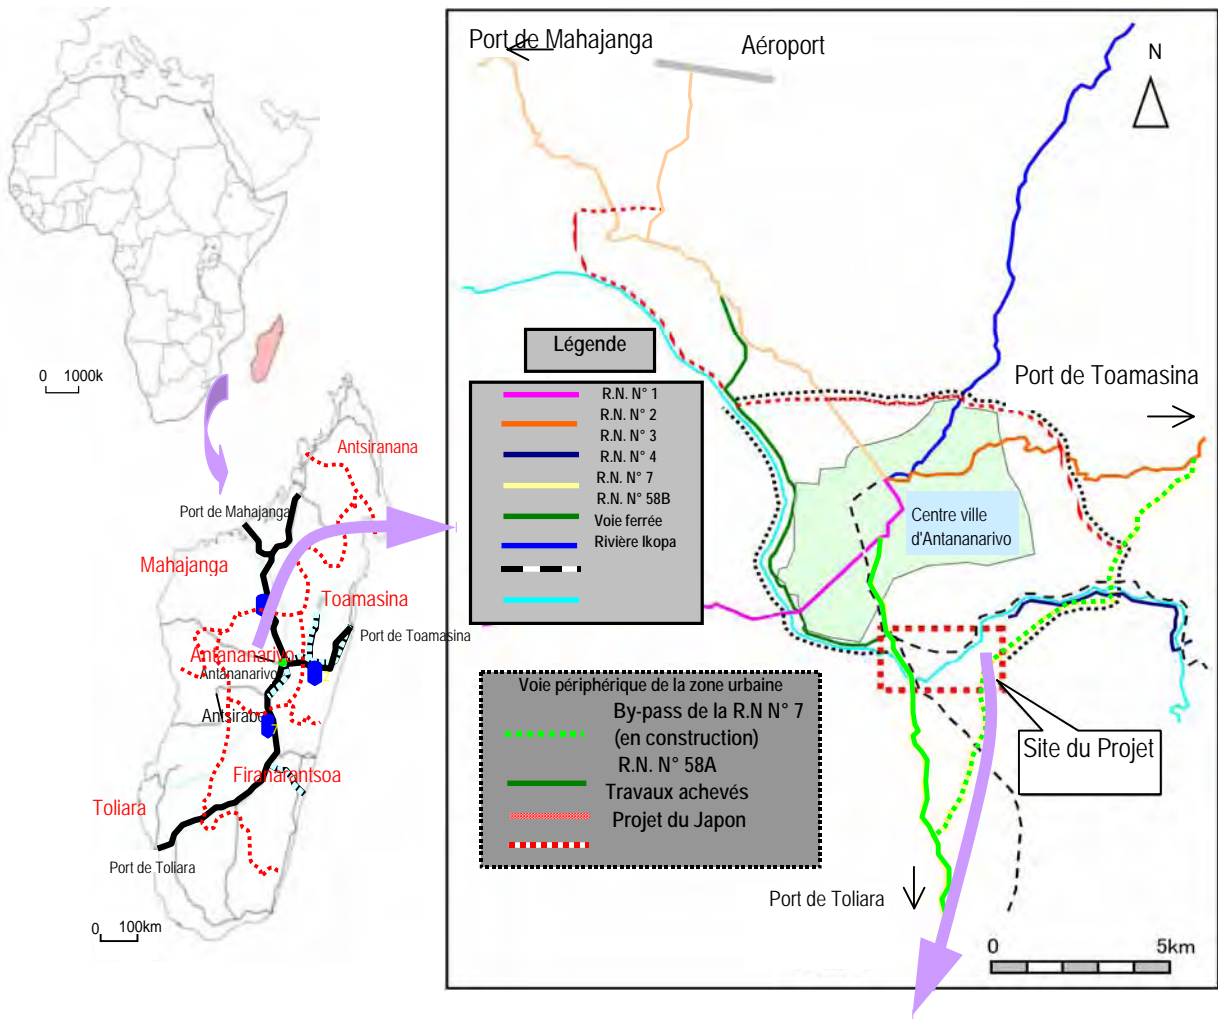 Port de Mahajanga
Aéroport
N
Légende
R.N. N° 1
R.N. N° 2
R.N. N° 3
R.N. N° 4
R.N. N° 7
R.N. N° 58B
Voie ferrée
Rivière Ikopa
Port de Toamasina
Centre ville
d'Antananarivo
Voie périphérique de la zone urbaine
By-pass de la R.N N° 7
(en construction)
R.N. N° 58A
Travaux achevés
Projet du Japon
Site du Projet
Port de Toliara
0 5km
0 1000k
Antsiranana
Port de Mahajanga
Mahajanga
Toamasina
Port de Toamasina
Antananarivo
Antananarivo
2
Antsirabe
7
Firanarantsoa
Toliara
Port de Toliara
0 100km